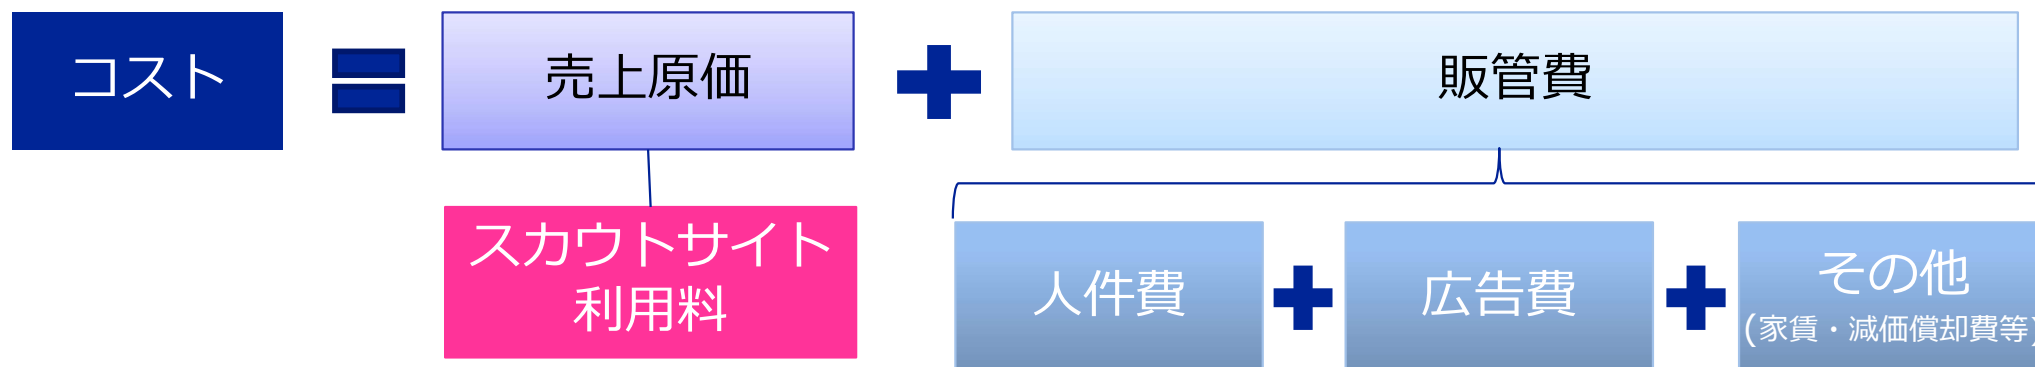 コスト
売上原価
販管費
スカウトサイト
利用料
人件費
広告費
その他
(家賃・減価償却費等)